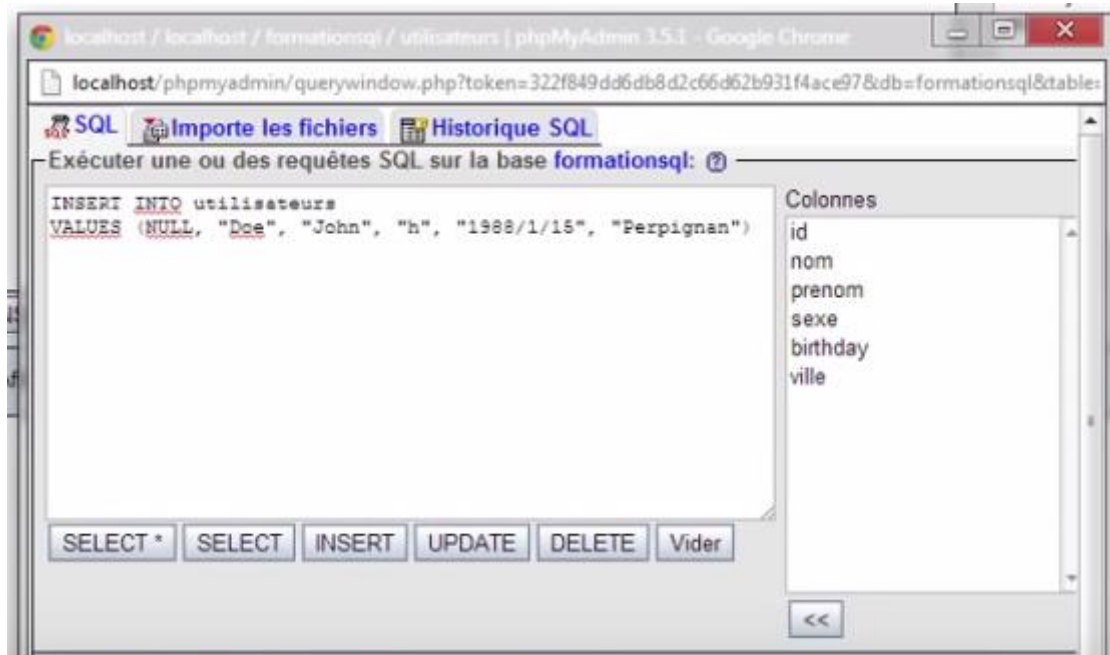 localhost / localhost / formationsql / utilisateurs | phpMyAdmin 3.5.1 - Google Chrome
localhost/phpmyadmin/querywindow.php?token=322f849dd6db8d2c66d62b931f4ace97&db=formationsql&table=
SQL Importe les fichiers Historique SQL
Exécuter une ou des requêtes SQL sur la base formationsql:
INSERT INTO utilisateurs
VALUES (NULL, "Doe", "John", "h", "1988/1/15", "Perpignan")
Colonnes
id
nom
prenom
sexe
birthday
ville
SELECT * SELECT INSERT UPDATE DELETE Vider
<<